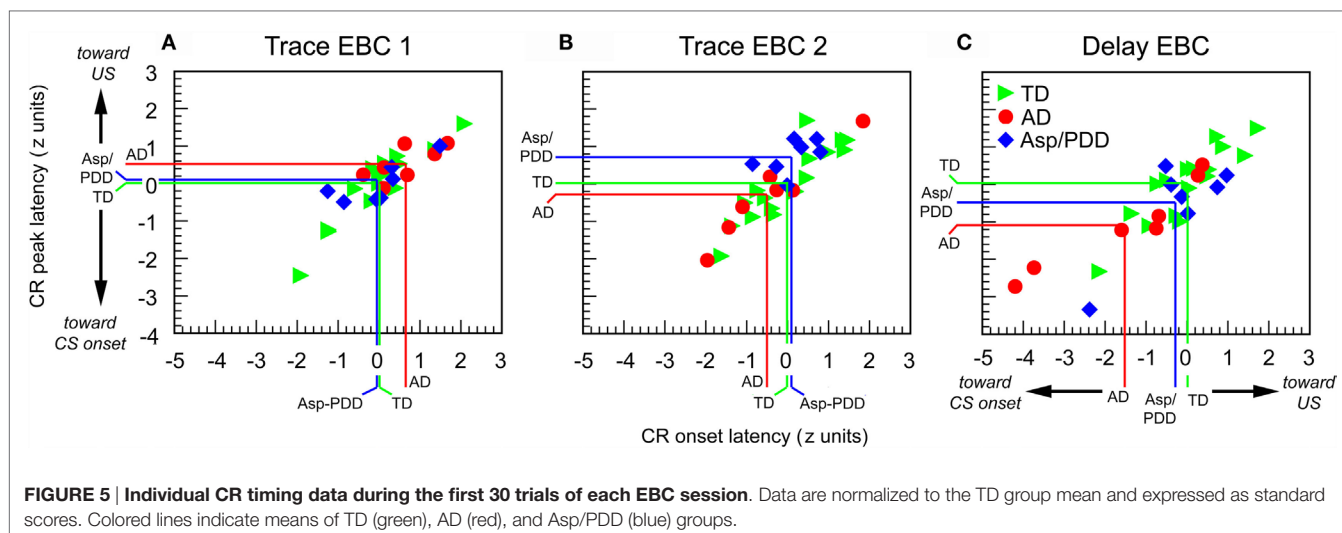 A Trace EBC 1
B Trace EBC 2
C Delay EBC
toward
US
CR peak latency (z units)
toward
CS onset
3
2
1
0
-1
-2
-3
-4
AD
Asp/
PDD
TD
-5 -4 -3 -2 -1 0 1 2 3
AD
Asp-PDD
TD
Asp/
PDD
TD
AD
-5 -4 -3 -2 -1 0 1 2 3
AD
TD
Asp-PDD
TD
AD
Asp/PDD
TD
Asp/
PDD
AD
-5 -4 -3 -2 -1 0 1 2 3
toward
CS onset
AD
Asp/
PDD
TD
toward
US
CR onset latency (z units)
FIGURE 5 | Individual CR timing data during the first 30 trials of each EBC session. Data are normalized to the TD group mean and expressed as standard
scores. Colored lines indicate means of TD (green), AD (red), and Asp/PDD (blue) groups.